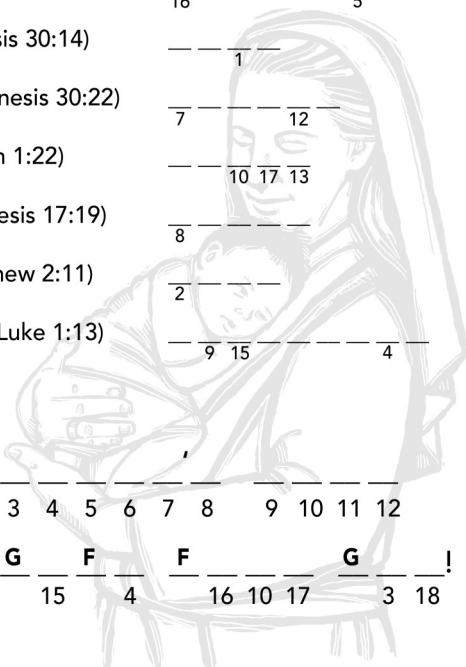 18 5
sis 30:14)
1
nesis 30:22)
7 12
n 1:22)
10 17 13
esis 17:19)
8
new 2:11)
2
Luke 1:13)
9 15 4
'
3 4 5 6 7 8 9 10 11 12
G F F G !
15 4 16 10 17 3 18